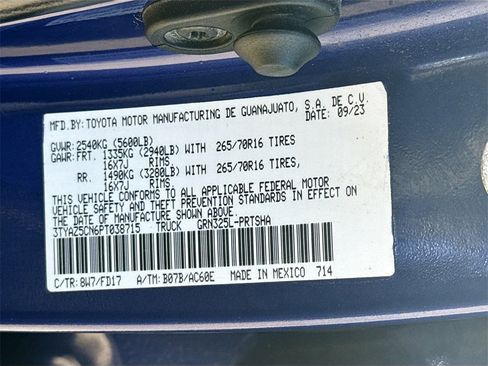 MFD.BY:TOYOTA MOTOR MANUFACTURING DE GUANAJUATO, S.A. DE C.V.
DATE: 09/23
GVWR: 2540KG (5600LB)
GAWR: FRT. 1335KG (2940LB) WITH 265/70R16 TIRES
16X7J RIMS,
RR. 1490KG (3280LB) WITH 265/70R16 TIRES,
16X7J RIMS
THIS VEHICLE CONFORMS TO ALL APPLICABLE FEDERAL MOTOR
VEHICLE SAFETY AND THEFT PREVENTION STANDARDS IN EFFECT ON
THE DATE OF MANUFACTURE SHOWN ABOVE.
3TYAZ5CN6PT038715 TRUCK GRN325L-PRTSHA
C/TR: 8W7/FD17 A/TM: B07B/AC60E MADE IN MEXICO 714